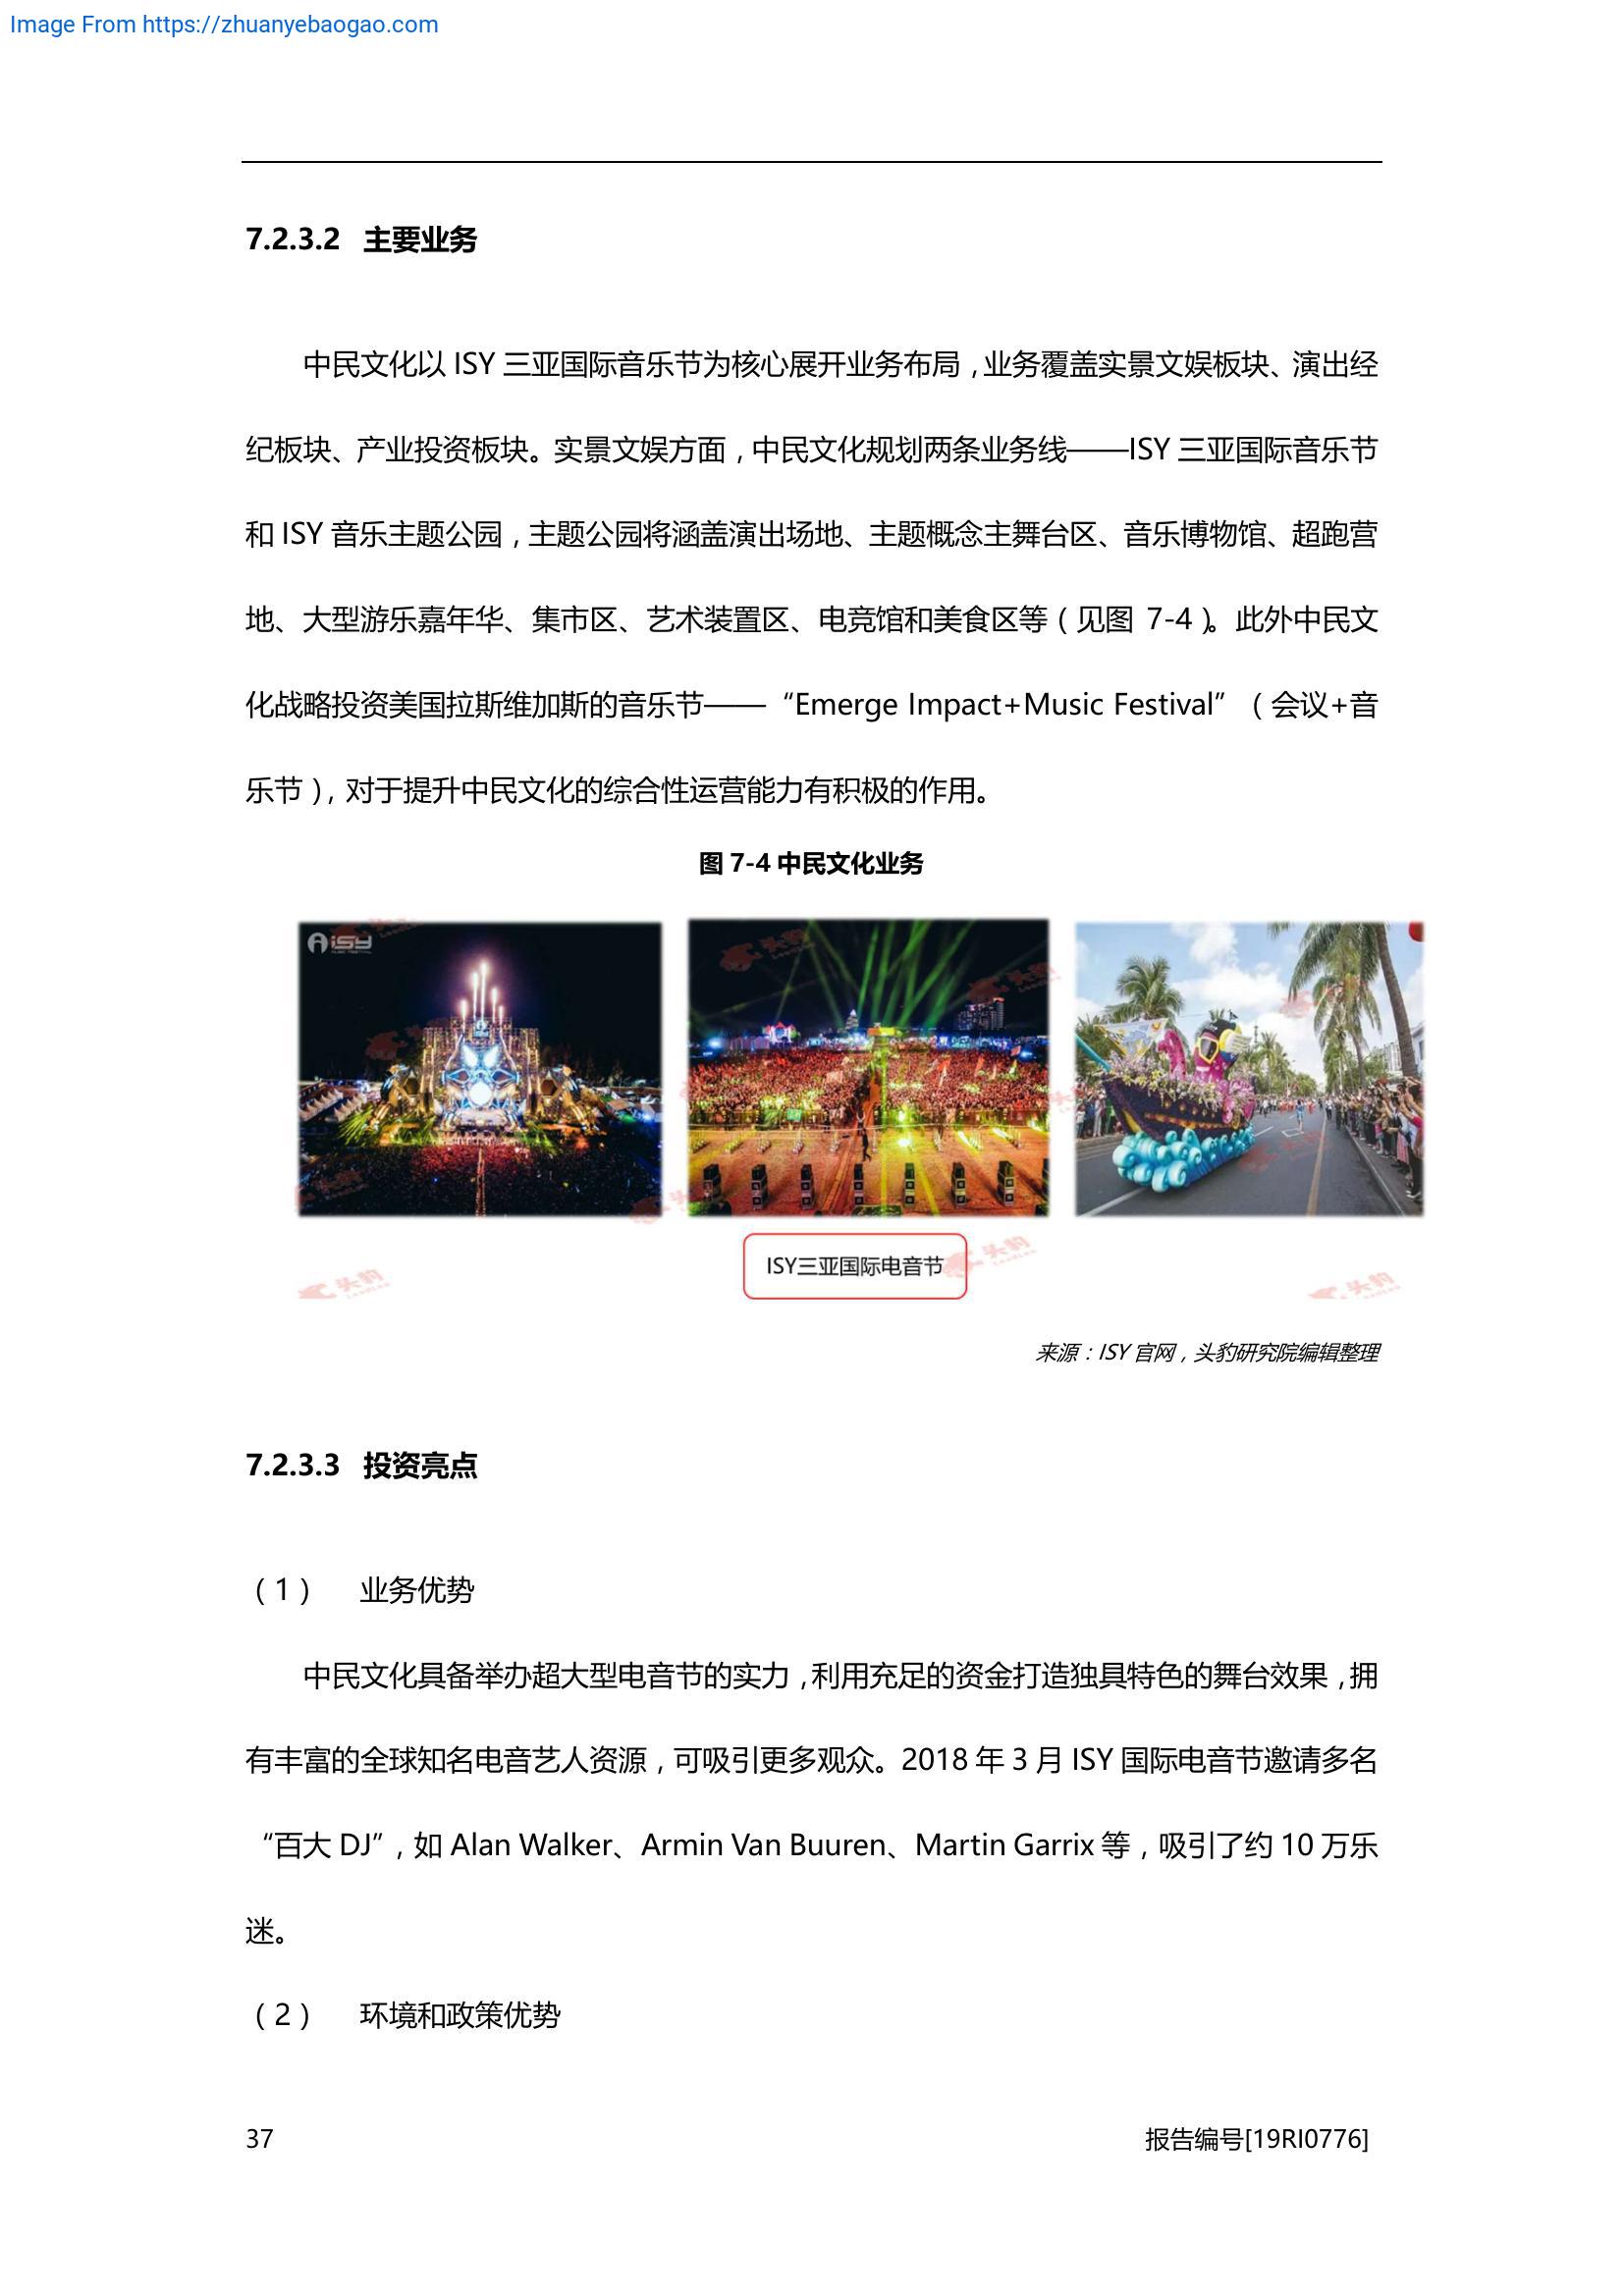 Image From https://zhuanyebaogao.com
7.2.3.2 主要业务
中民文化以 ISY 三亚国际音乐节为核心展开业务布局，业务覆盖实景文娱板块、演出经
纪板块、产业投资板块。实景文娱方面，中民文化规划两条业务线——ISY 三亚国际音乐节
和 ISY 音乐主题公园，主题公园将涵盖演出场地、主题概念主舞台区、音乐博物馆、超跑营
地、大型游乐嘉年华、集市区、艺术装置区、电竞馆和美食区等（见图 7-4）。此外中民文
化战略投资美国拉斯维加斯的音乐节——“Emerge Impact+Music Festival”（会议+音
乐节），对于提升中民文化的综合性运营能力有积极的作用。
图 7-4 中民文化业务
iSY
ISY三亚国际电音节
头豹
头豹
头豹
来源：ISY 官网，头豹研究院编辑整理
7.2.3.3 投资亮点
（1） 业务优势
中民文化具备举办超大型电音节的实力，利用充足的资金打造独具特色的舞台效果，拥
有丰富的全球知名电音艺人资源，可吸引更多观众。2018 年 3 月 ISY 国际电音节邀请多名
“百大 DJ”，如 Alan Walker、Armin Van Buuren、Martin Garrix 等，吸引了约 10 万乐
迷。
（2） 环境和政策优势
37 报告编号[19RI0776]